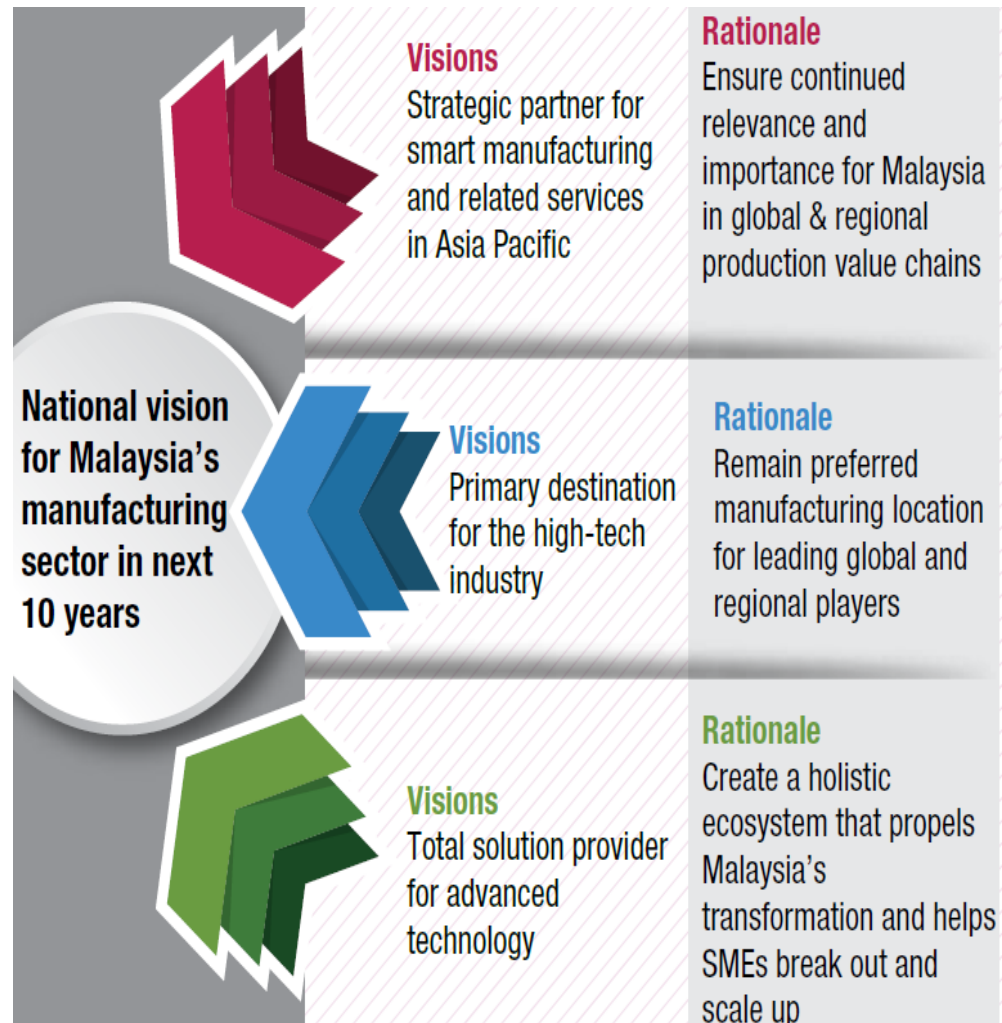 National vision
for Malaysia's
manufacturing
sector in next
10 years
Visions
Strategic partner for
smart manufacturing
and related services
in Asia Pacific
Rationale
Ensure continued
relevance and
importance for Malaysia
in global & regional
production value chains
Visions
Primary destination
for the high-tech
industry
Rationale
Remain preferred
manufacturing location
for leading global and
regional players
Visions
Total solution provider
for advanced
technology
Rationale
Create a holistic
ecosystem that propels
Malaysia's
transformation and helps
SMEs break out and
scale up